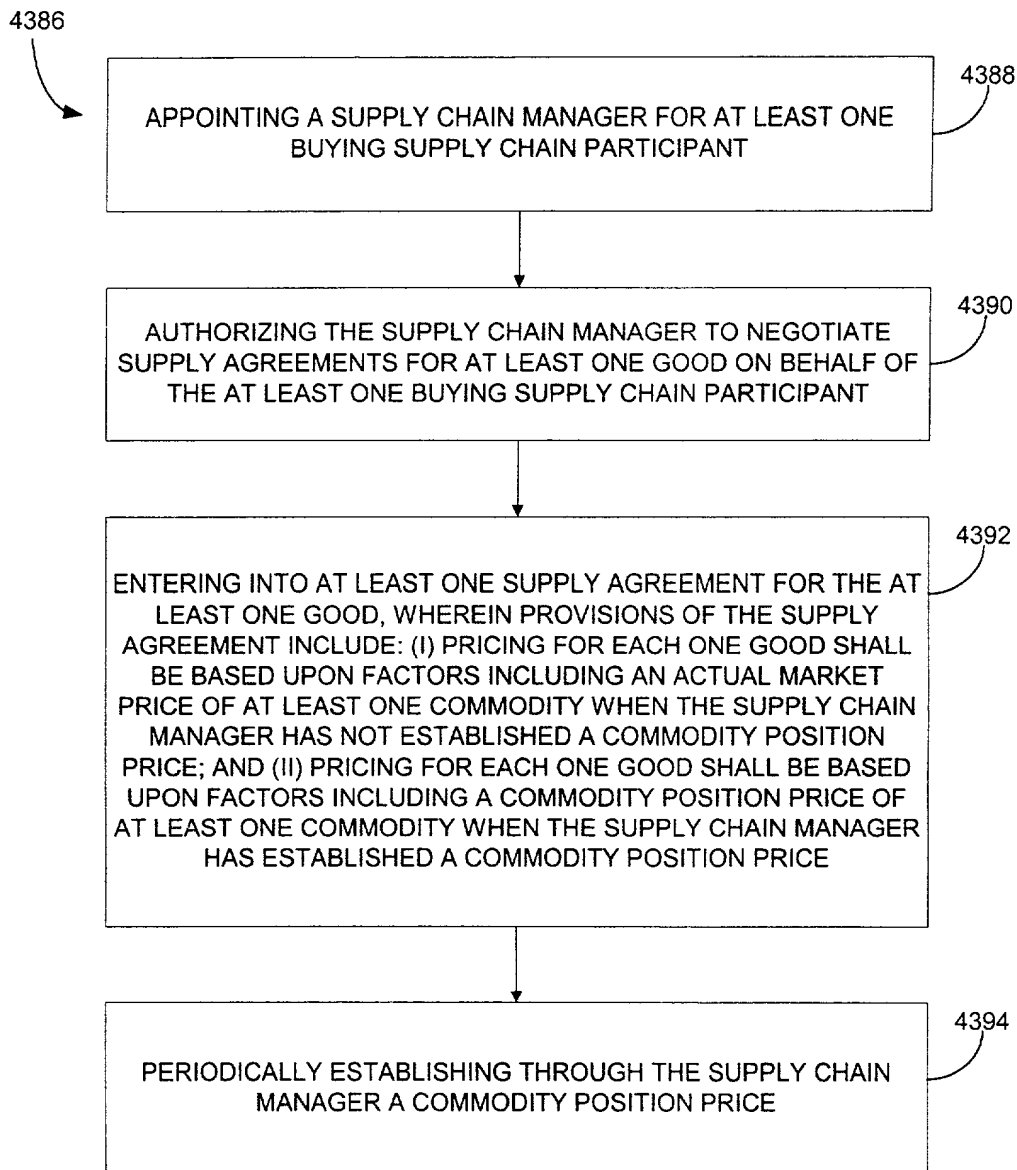 4386
4388
APPOINTING A SUPPLY CHAIN MANAGER FOR AT LEAST ONE
BUYING SUPPLY CHAIN PARTICIPANT
4390
AUTHORIZING THE SUPPLY CHAIN MANAGER TO NEGOTIATE
SUPPLY AGREEMENTS FOR AT LEAST ONE GOOD ON BEHALF OF
THE AT LEAST ONE BUYING SUPPLY CHAIN PARTICIPANT
4392
ENTERING INTO AT LEAST ONE SUPPLY AGREEMENT FOR THE AT
LEAST ONE GOOD, WHEREIN PROVISIONS OF THE SUPPLY
AGREEMENT INCLUDE: (I) PRICING FOR EACH ONE GOOD SHALL
BE BASED UPON FACTORS INCLUDING AN ACTUAL MARKET
PRICE OF AT LEAST ONE COMMODITY WHEN THE SUPPLY CHAIN
MANAGER HAS NOT ESTABLISHED A COMMODITY POSITION
PRICE; AND (II) PRICING FOR EACH ONE GOOD SHALL BE BASED
UPON FACTORS INCLUDING A COMMODITY POSITION PRICE OF
AT LEAST ONE COMMODITY WHEN THE SUPPLY CHAIN MANAGER
HAS ESTABLISHED A COMMODITY POSITION PRICE
4394
PERIODICALLY ESTABLISHING THROUGH THE SUPPLY CHAIN
MANAGER A COMMODITY POSITION PRICE